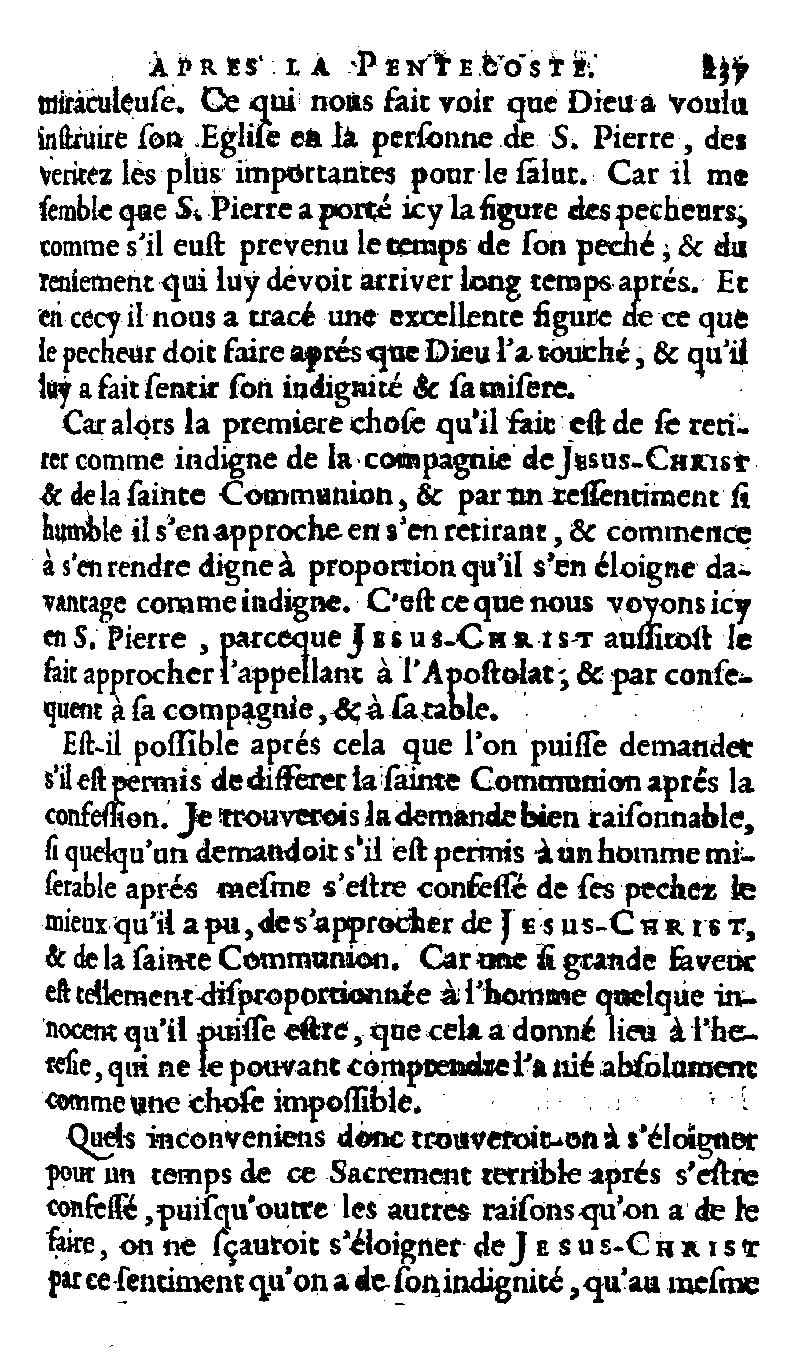 APRES LA PENTECOSTE. 237
miraculeuſe. Ce qui nous fait voir que Dieu a voulu
inſtruire ſon Egliſe en la perſonne de S. Pierre, des
veritez les plus importantes pour le ſalut. Car il me
ſemble que S. Pierre a porté icy la figure des pecheurs,
comme s'il euſt prevenu le temps de ſon peché, & du
reniement qui luy devoit arriver long temps aprés. Et
en cecy il nous a tracé une excellente figure de ce que
le pecheur doit faire aprés que Dieu l'a touché, & qu'il
luy a fait ſentir ſon indignité & ſa miſere.
Car alors la premiere choſe qu'il fait eſt de ſe reti-
rer comme indigne de la compagnie de JESUS-CHRIST
& de la ſainte Communion, & par un reſſentiment ſi
humble il s'en approche en s'en retirant, & commence
à s'en rendre digne à proportion qu'il s'en éloigne da-
vantage comme indigne. C'eſt ce que nous voyons icy
en S. Pierre, parceque JESUS-CHRIST auſſitoſt le
fait approcher l'appellant à l'Apoſtolat; & par conſe-
quent à ſa compagnie, & à ſa table.
Eſt-il poſſible aprés cela que l'on puiſſe demander
s'il eſt permis de differer la ſainte Communion aprés la
confeſſion. Je trouverois la demande bien raiſonnable,
ſi quelqu'un demandoit s'il eſt permis à un homme mi-
ſerable aprés meſme s'eſtre confeſſé de ſes pechez le
mieux qu'il a pu, de s'approcher de JESUS-CHRIST,
& de la ſainte Communion. Car une ſi grande faveur
eſt tellement diſproportionnée à l'homme quelque in-
nocent qu'il puiſſe eſtre, que cela a donné lieu à l'he-
reſie, qui ne le pouvant comprendre l'a nié abſolument
comme une choſe impoſſible.
Quels inconveniens donc trouveroit-on à s'éloigner
pour un temps de ce Sacrement terrible aprés s'eſtre
confeſſé, puiſqu'outre les autres raiſons qu'on a de le
faire, on ne ſçauroit s'éloigner de JESUS-CHRIST
par ce ſentiment qu'on a de ſon indignité, qu'au meſme